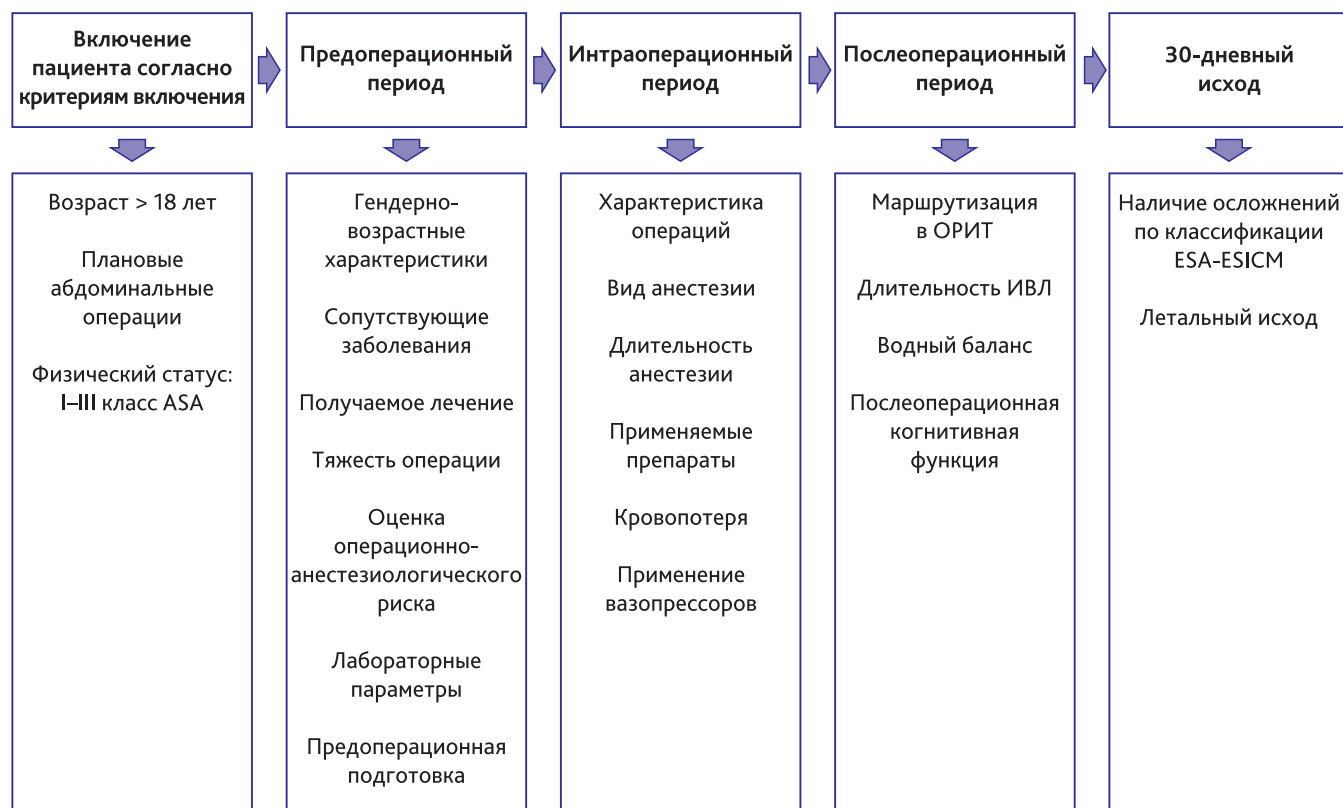 Включение
пациента согласно
критериям включения
Предоперационный
период
Интраоперационный
период
Послеоперационный
период
30-дневный
исход
Возраст > 18 лет
Плановые
абдоминальные
операции
Физический статус:
I–III класс ASA
Гендерно-
возрастные
характеристики
Сопутствующие
заболевания
Получаемое лечение
Тяжесть операции
Оценка
операционно-
анестезиологического
риска
Лабораторные
параметры
Предоперационная
подготовка
Характеристика
операций
Вид анестезии
Длительность
анестезии
Применяемые
препараты
Кровопотеря
Применение
вазопрессоров
Маршрутизация
в ОРИТ
Длительность ИВЛ
Водный баланс
Послеоперационная
когнитивная
функция
Наличие осложнений
по классификации
ESA-ESICM
Летальный исход